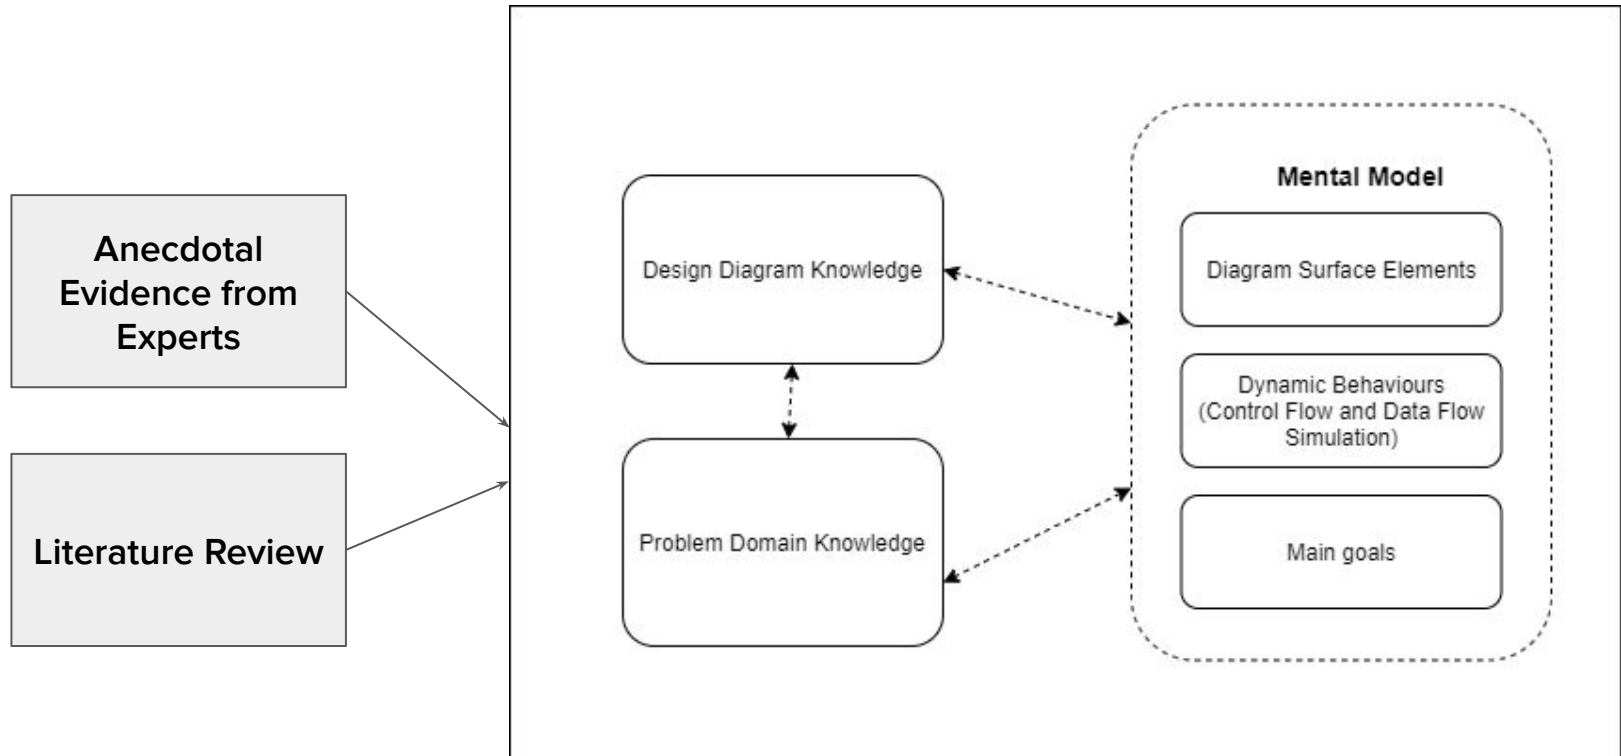 Anecdotal
Evidence from
Experts
Literature Review
Design Diagram Knowledge
Problem Domain Knowledge
Mental Model
Diagram Surface Elements
Dynamic Behaviours
(Control Flow and Data Flow
Simulation)
Main goals